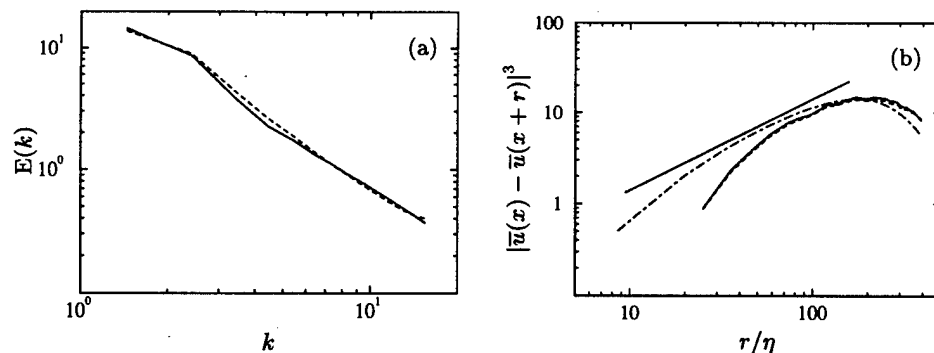 (a)
E(k)
10¹
10⁰
10⁰
10¹
k
(b)
|u̅(x) − u̅(x + r)|³
100
10
1
10
100
r/η